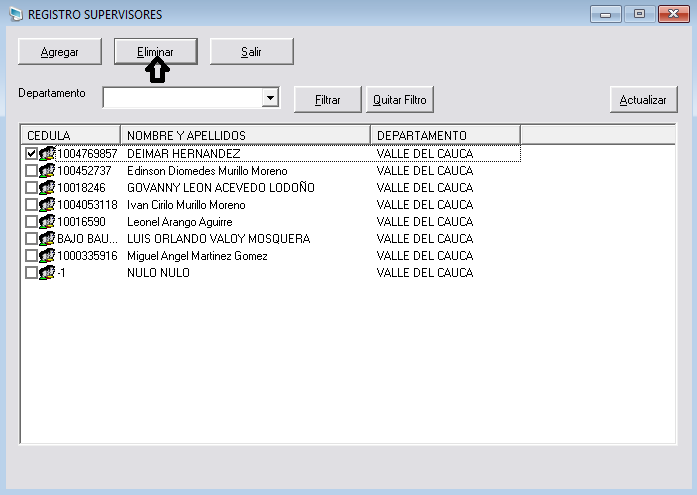 REGISTRO SUPERVISORES
Agregar Eliminar Salir
Departamento Filtrar Quitar Filtro Actualizar
CEDULA NOMBRE Y APELLIDOS DEPARTAMENTO
1004769857 DEIMAR HERNANDEZ VALLE DEL CAUCA
100452737 Edinson Diomedes Murillo Moreno VALLE DEL CAUCA
10018246 GOVANNY LEON ACEVEDO LODOÑO VALLE DEL CAUCA
1004053118 Ivan Cirilo Murillo Moreno VALLE DEL CAUCA
10016590 Leonel Arango Aguirre VALLE DEL CAUCA
BAJO BAU... LUIS ORLANDO VALOY MOSQUERA VALLE DEL CAUCA
1000335916 Miguel Angel Martinez Gomez VALLE DEL CAUCA
-1 NULO NULO VALLE DEL CAUCA